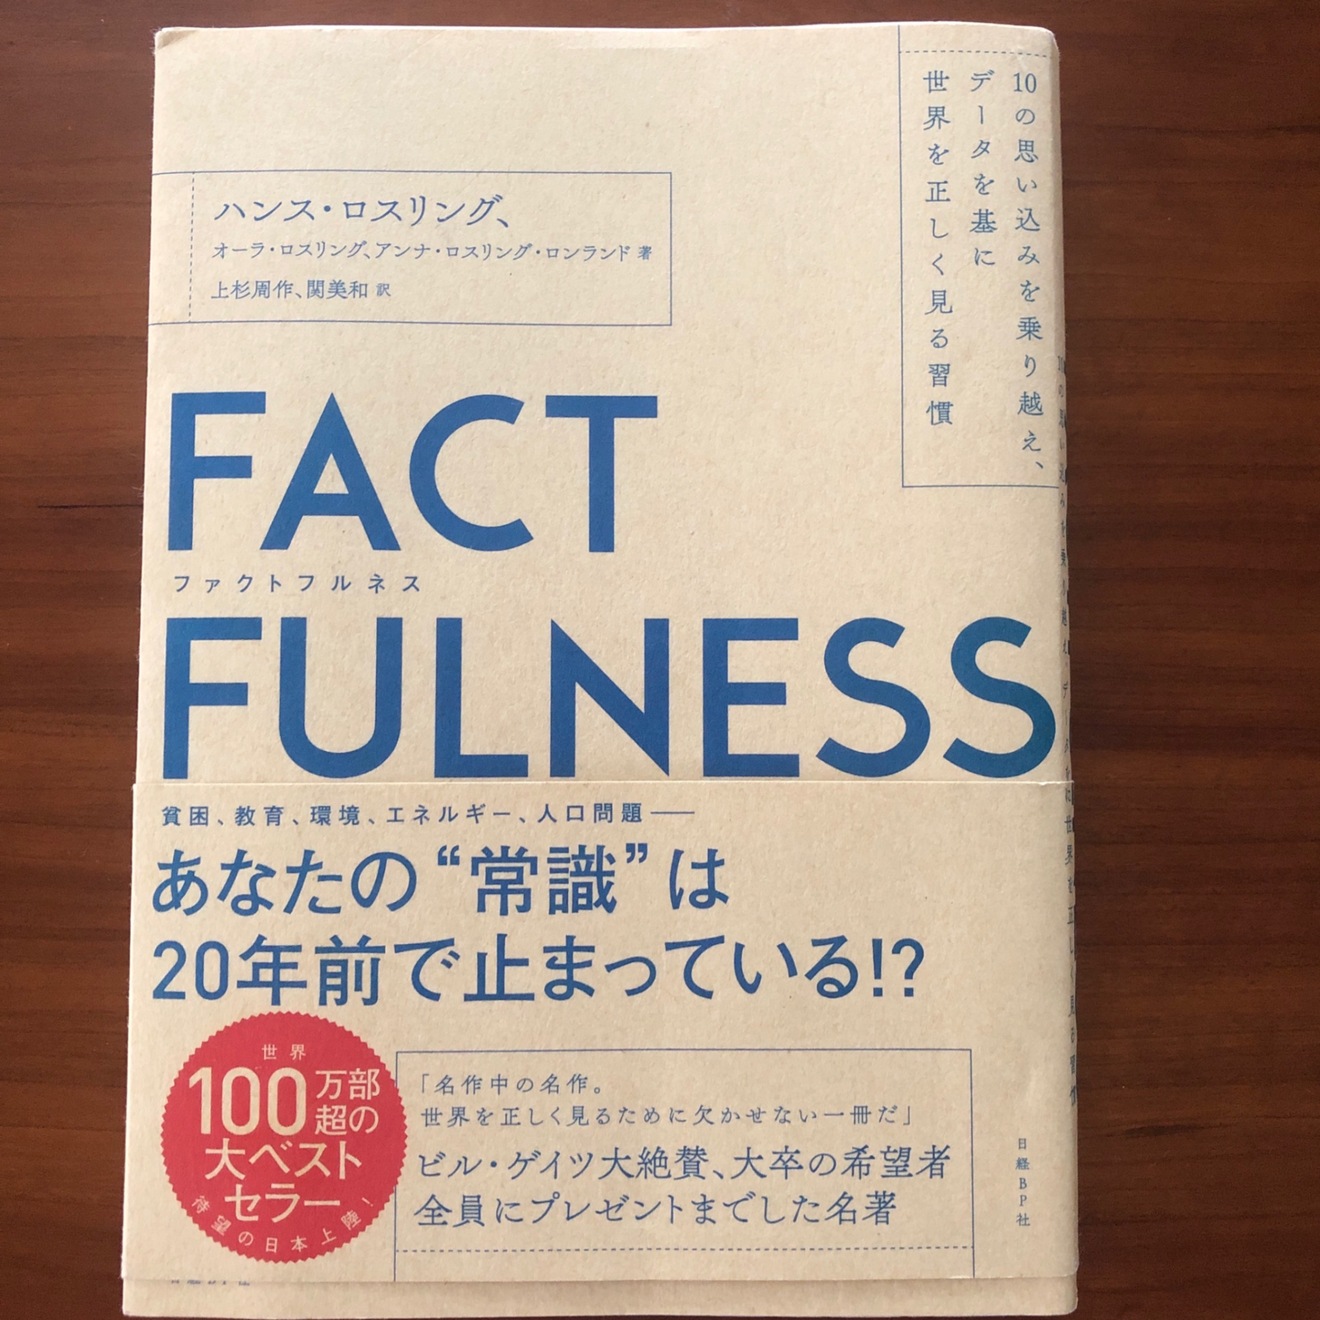 10の思い込みを乗り越え、
データを基に
世界を正しく見る習慣
ハンス・ロスリング、
オーラ・ロスリング、アンナ・ロスリング・ロンランド 著
上杉周作、関美和 訳
FACT
ファクトフルネス
FULNESS
貧困、教育、環境、エネルギー、人口問題──
あなたの“常識”は
20年前で止まっている!?
世界
100万部
超の
大ベスト
セラー
待望の日本上陸!
「名作中の名作。
世界を正しく見るために欠かせない一冊だ」
ビル・ゲイツ大絶賛、大卒の希望者
全員にプレゼントまでした名著
日経BP社